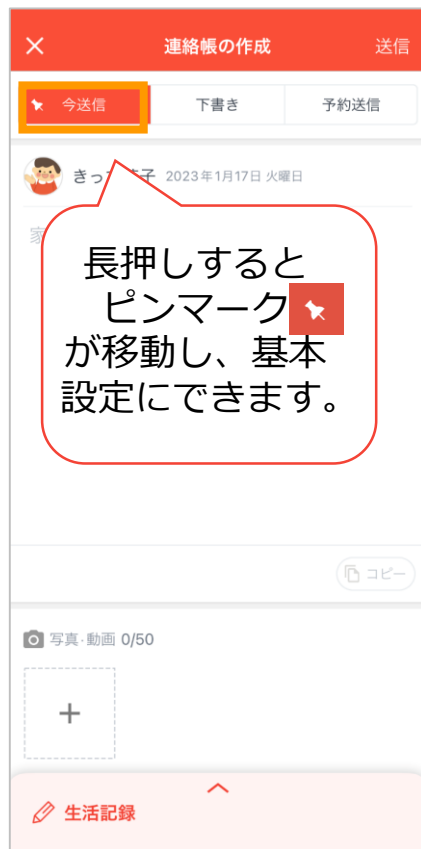 連絡帳の作成
送信
今送信
下書き
予約送信
2023年1月17日 火曜日
長押しすると
ピンマーク
が移動し、基本
設定にできます。
コピー
写真·動画 0/50
生活記録